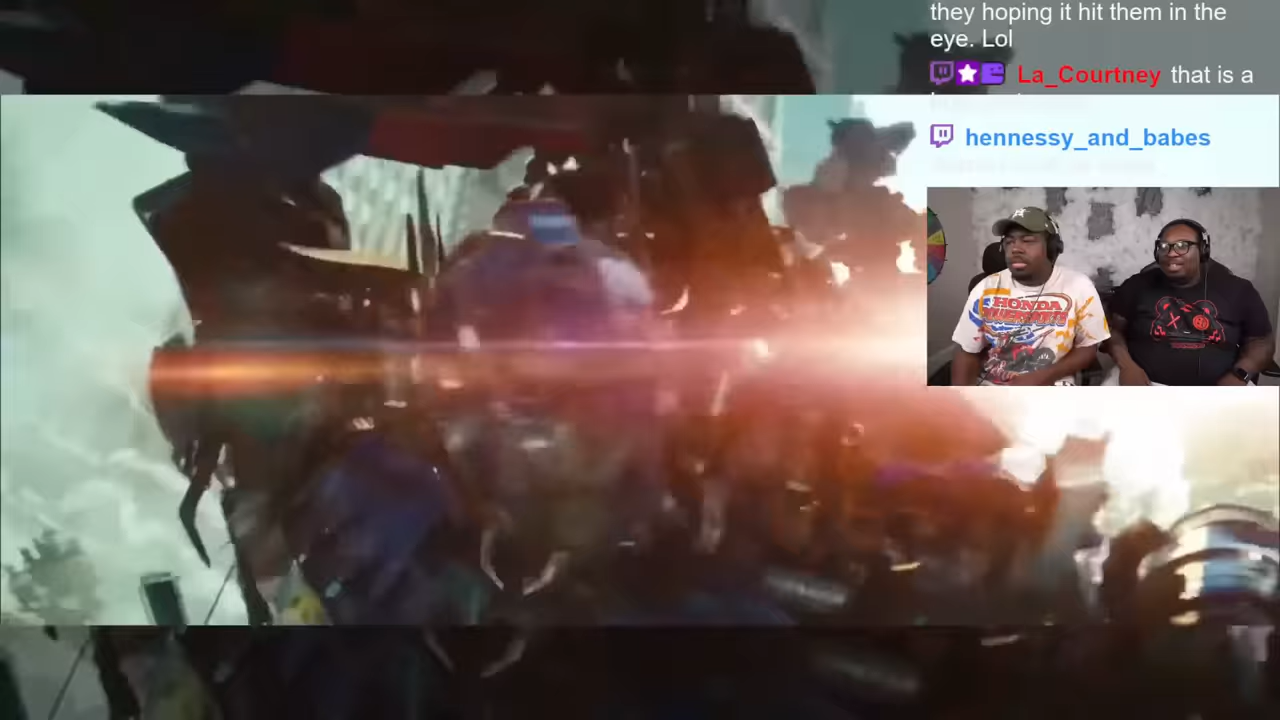 they hoping it hit them in the
eye. Lol
La_Courtney that is a
hennessy_and_babes
HONDA